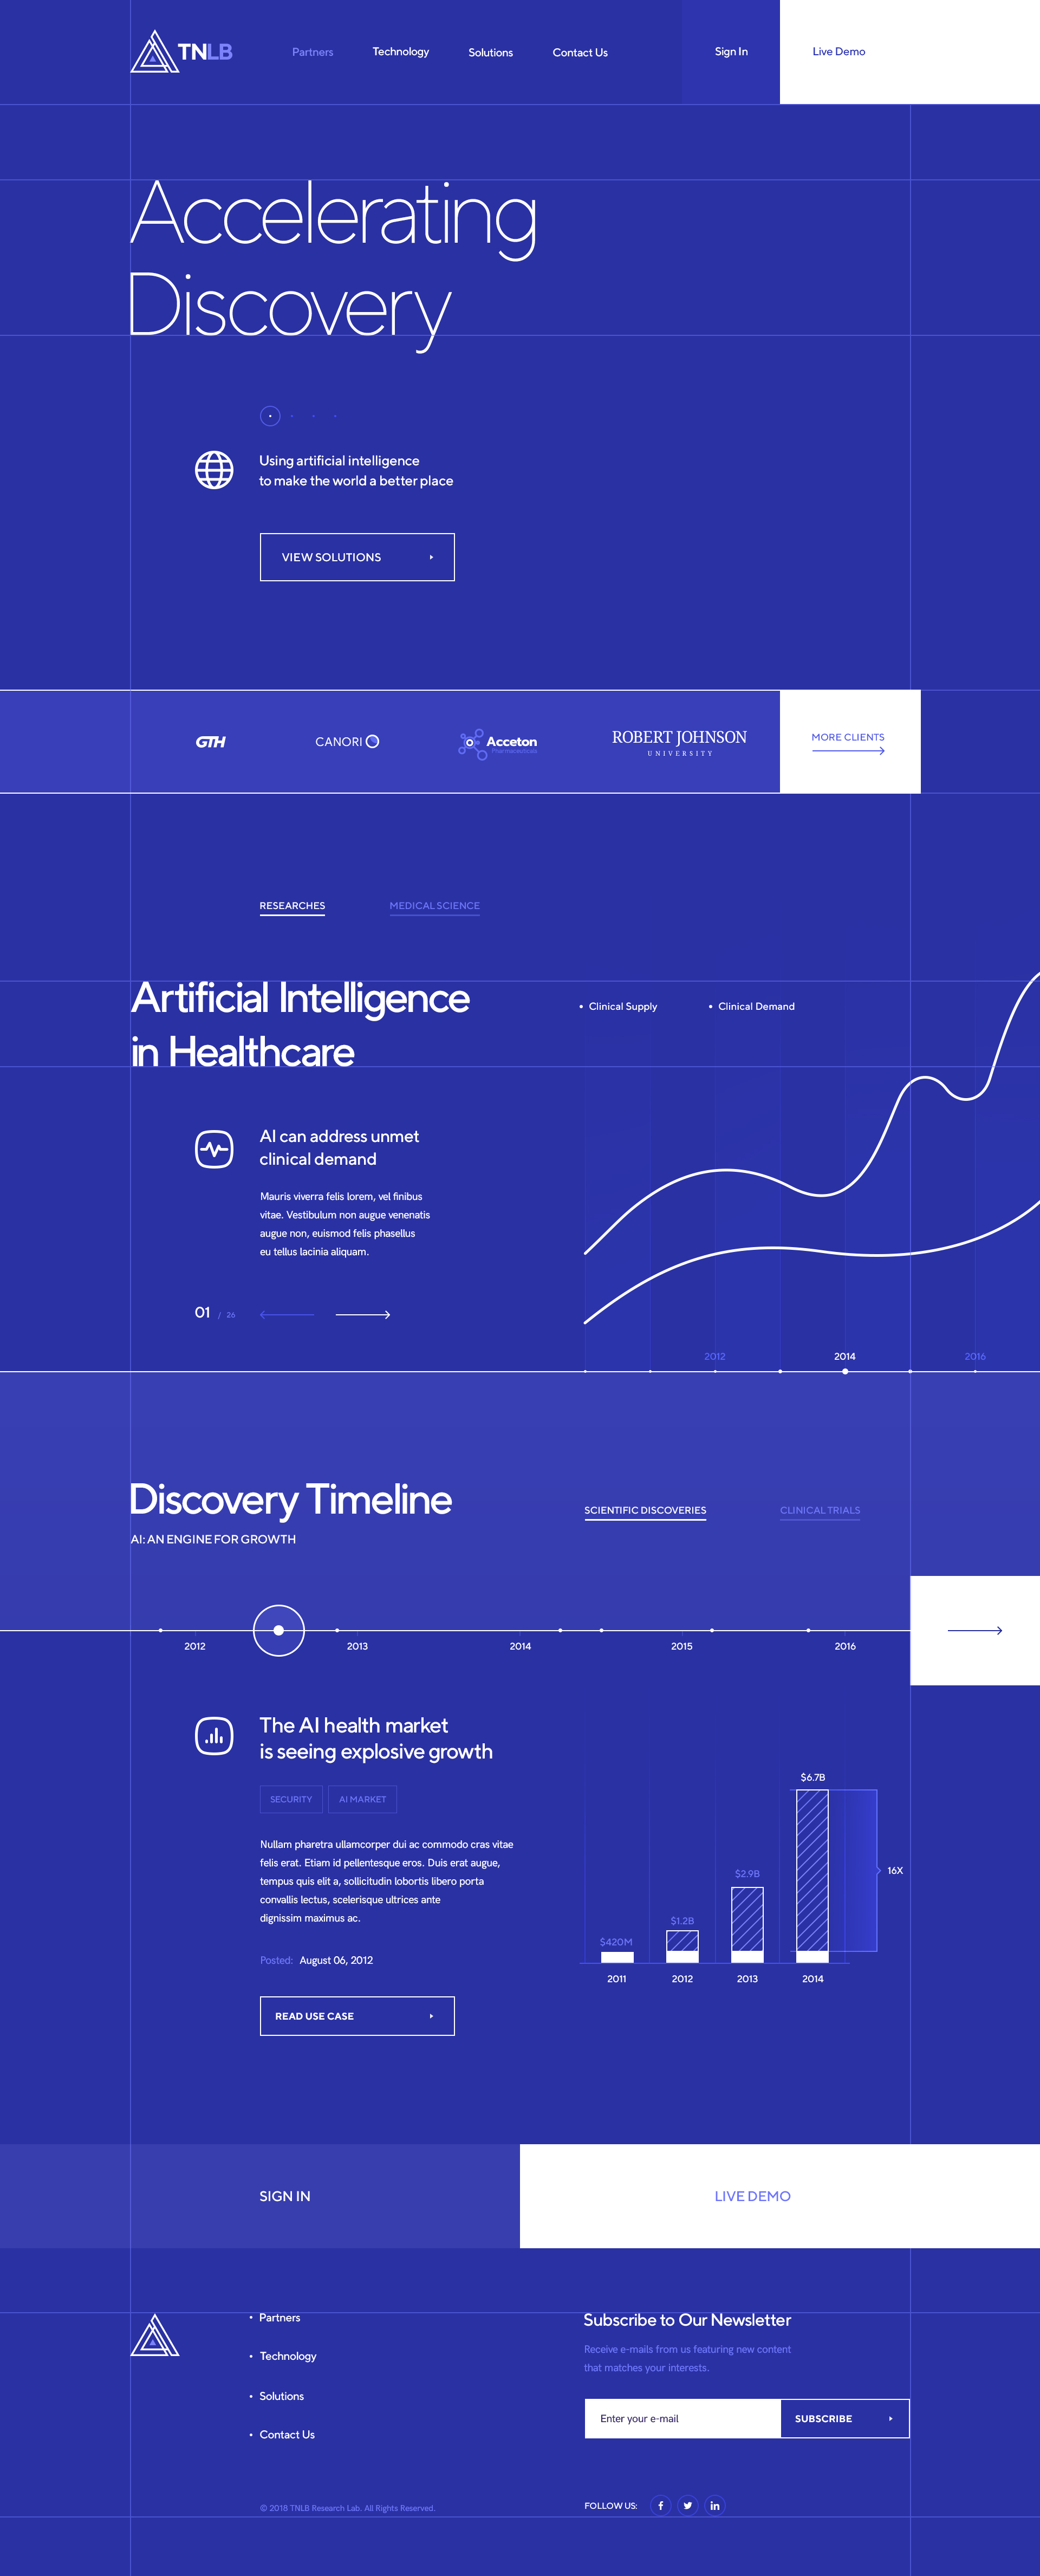 TNLB
Partners
Technology
Solutions
Contact Us
Sign In
Live Demo
Accelerating
Discovery
Using artificial intelligence
to make the world a better place
VIEW SOLUTIONS
GTH
CANORI
Acceton
Pharmaceuticals
ROBERT JOHNSON
UNIVERSITY
MORE CLIENTS
RESEARCHES
MEDICAL SCIENCE
Artificial Intelligence
in Healthcare
Clinical Supply
Clinical Demand
AI can address unmet
clinical demand
Mauris viverra felis lorem, vel finibus
vitae. Vestibulum non augue venenatis
augue non, euismod felis phasellus
eu tellus lacinia aliquam.
01 / 26
2012
2014
2016
Discovery Timeline
AI: AN ENGINE FOR GROWTH
SCIENTIFIC DISCOVERIES
CLINICAL TRIALS
2012
2013
2014
2015
2016
The AI health market
is seeing explosive growth
SECURITY
AI MARKET
Nullam pharetra ullamcorper dui ac commodo cras vitae
felis erat. Etiam id pellentesque eros. Duis erat augue,
tempus quis elit a, sollicitudin lobortis libero porta
convallis lectus, scelerisque ultrices ante
dignissim maximus ac.
Posted: August 06, 2012
READ USE CASE
$420M
$1.2B
$2.9B
$6.7B
16X
2011
2012
2013
2014
SIGN IN
LIVE DEMO
Partners
Technology
Solutions
Contact Us
© 2018 TNLB Research Lab. All Rights Reserved.
Subscribe to Our Newsletter
Receive e-mails from us featuring new content
that matches your interests.
Enter your e-mail
SUBSCRIBE
FOLLOW US: